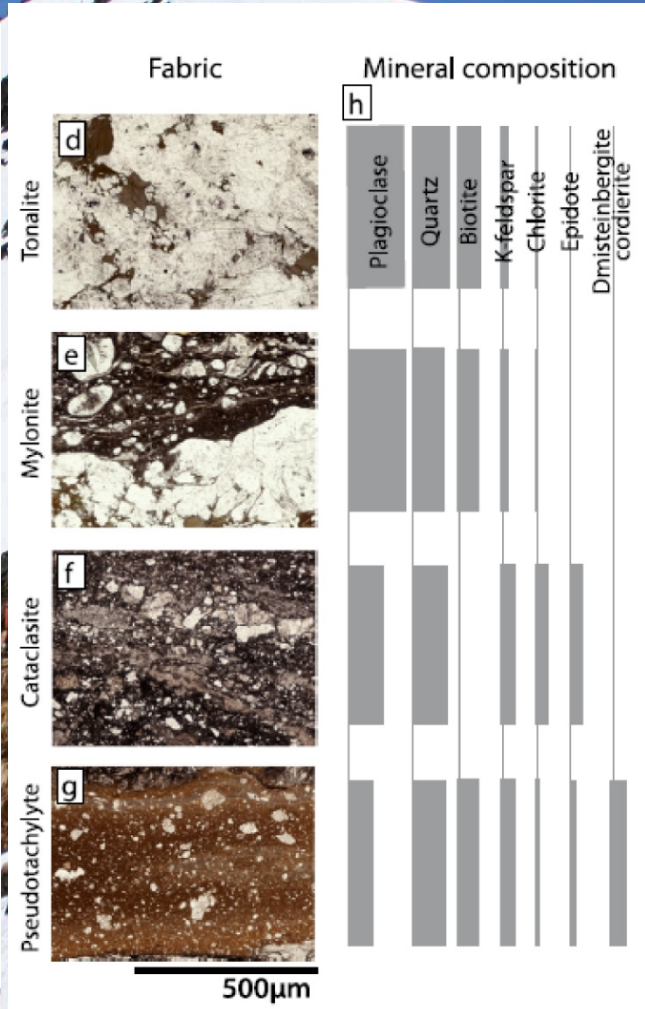 Fabric
Mineral composition
h
d
Tonalite
Plagioclase
Quartz
Biotite
K-feldspar
Chlorite
Epidote
Dmisteinbergite
cordierite
e
Mylonite
f
Cataclasite
g
Pseudotachylyte
500μm